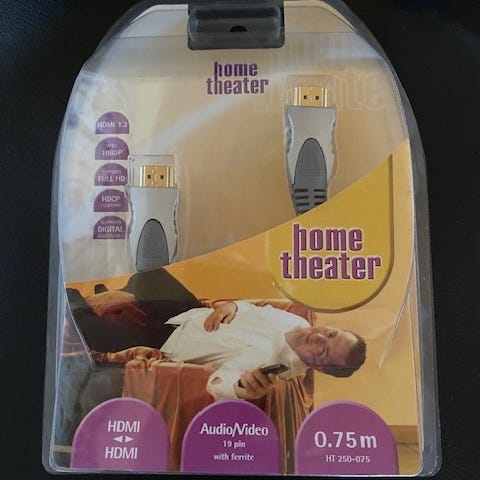 home
theater
HDMI 1.3
1080P
FULL HD
HDCP
DIGITAL
home
theater
HDMI
HDMI
Audio/Video
19 pin
with ferrite
0.75m
HT 250-075